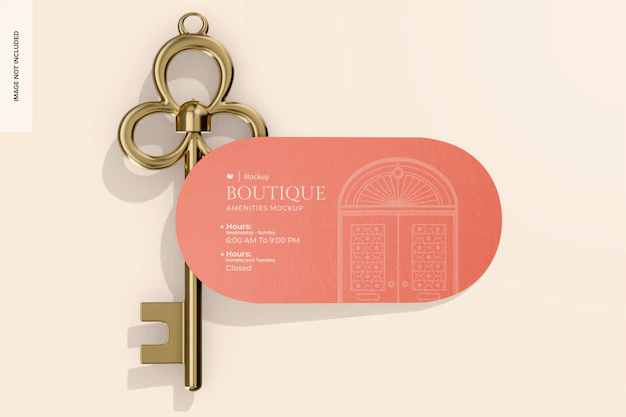 IMAGE NOT INCLUDED
Mockup
BOUTIQUE
AMENITIES MOCKUP
Hours:
Wednesday - Sunday
6:00 AM To 9:00 PM
Hours:
Monday and Tuesday
Closed